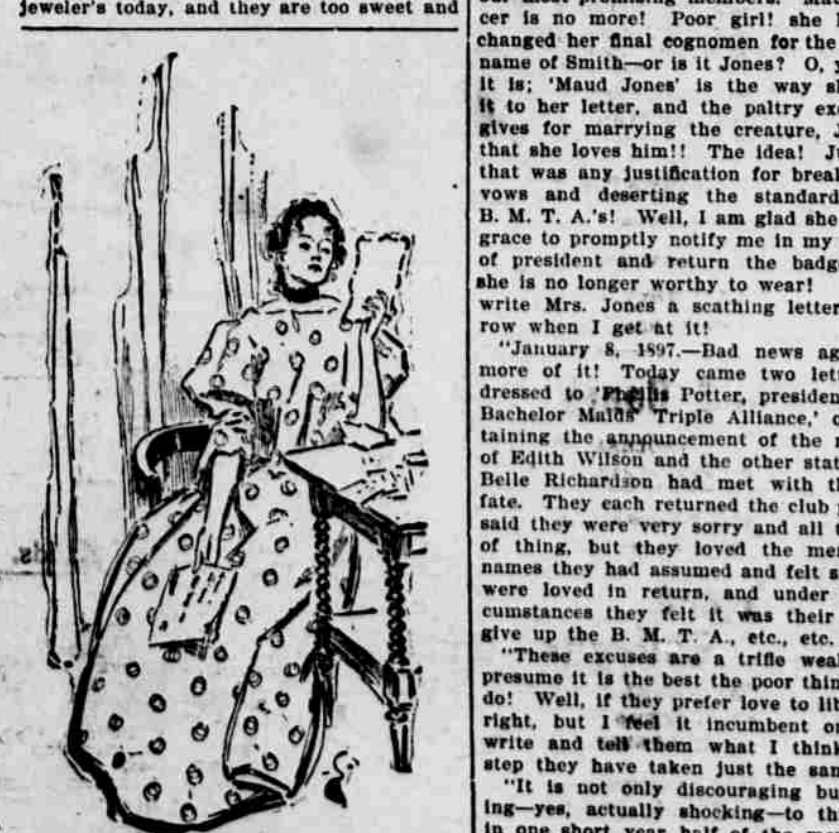 jeweler's today, and they are too sweet and
cer is no more! Poor girl! she
changed her final cognomen for the
name of Smith—or is it Jones? O,
it is; 'Maud Jones' is the way
it to her letter, and the paltry
gives for marrying the creature,
that she loves him!! The idea!
that was any justification for
vows and deserting the standard
B. M. T. A.'s! Well, I am glad she
grace to promptly notify me in my
of president and return the
she is no longer worthy to wear!
write Mrs. Jones a scathing letter
row when I get at it!
"January 8, 1897.—Bad news
more of it! Today came two
dressed to 'Phyllis Potter,
Bachelor Maids' Triple Alliance,'
taining the announcement of the
of Edith Wilson and the other
Belle Richardson had met with
fate. They each returned the club
said they were very sorry and all
of thing, but they loved the
names they had assumed and felt
were loved in return, and under
cumstances they felt it was their
give up the B. M. T. A., etc., etc.
"These excuses are a trifle
presume it is the best the poor
do! Well, if they prefer love to
right, but I feel it incumbent
write and tell them what I think
step they have taken just the
"It is not only discouraging
ing—yes, actually shocking—to
in one short year half of the